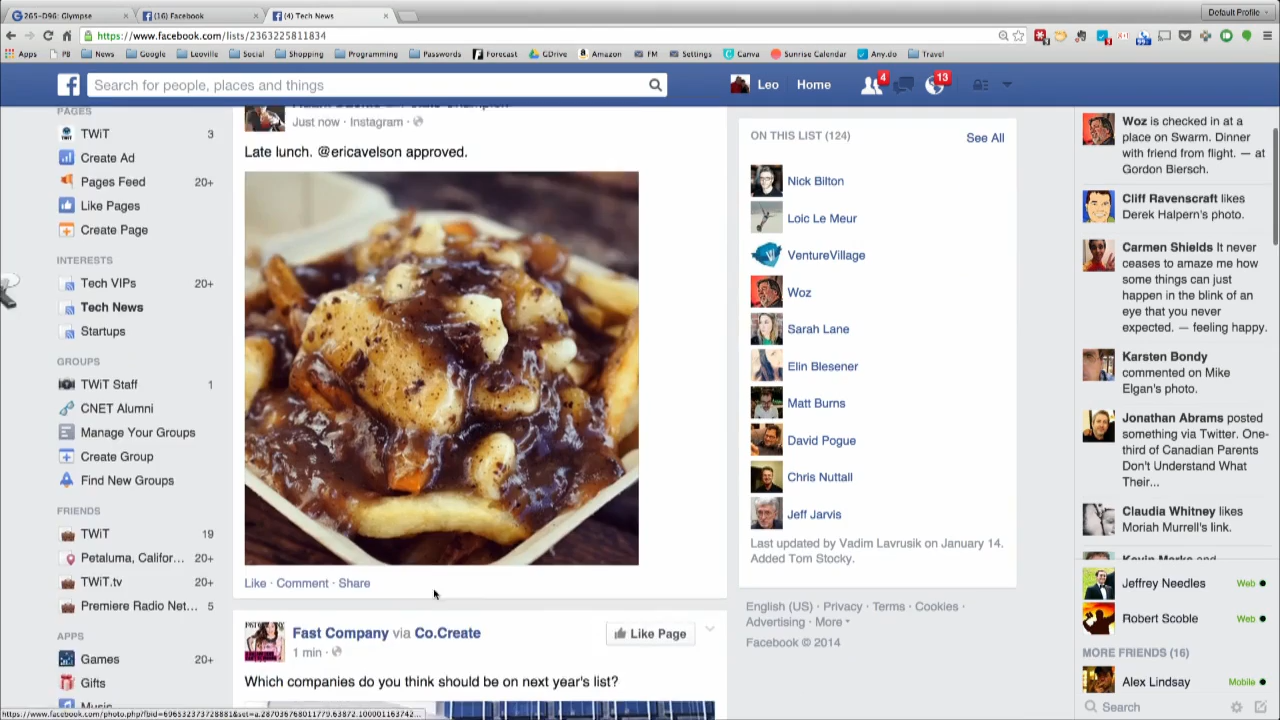 265-D96: Glympse
(16) Facebook
(4) Tech News
Default Profile
https://www.facebook.com/lists/2363225811834
Apps
PB
News
Google
Leoville
Social
Shopping
Programming
Passwords
Forecast
GDrive
Amazon
FM
Settings
Canva
Sunrise Calendar
Any.do
Travel
Search for people, places and things
Leo
Home
4
13
PAGES
TWiT 3
Create Ad
Pages Feed 20+
Like Pages
Create Page
INTERESTS
Tech VIPs 20+
Tech News
Startups
GROUPS
TWiT Staff 1
CNET Alumni
Manage Your Groups
Create Group
Find New Groups
FRIENDS
TWiT 19
Petaluma, Califor... 20+
TWiT.tv 20+
Premiere Radio Net... 5
APPS
Games 20+
Gifts
Music
Just now · Instagram ·
Late lunch. @ericavelson approved.
Like · Comment · Share
Fast Company via Co.Create
1 min ·
Like Page
Which companies do you think should be on next year's list?
ON THIS LIST (124)
See All
Nick Bilton
Loic Le Meur
VentureVillage
Woz
Sarah Lane
Elin Blesener
Matt Burns
David Pogue
Chris Nuttall
Jeff Jarvis
Last updated by Vadim Lavrusik on January 14.
Added Tom Stocky.
English (US) · Privacy · Terms · Cookies ·
Advertising · More
Facebook © 2014
Woz is checked in at a
place on Swarm. Dinner
with friend from flight. — at
Gordon Biersch.
Cliff Ravenscraft likes
Derek Halpern's photo.
Carmen Shields It never
ceases to amaze me how
some things can just
happen in the blink of an
eye that you never
expected. — feeling happy.
Karsten Bondy
commented on Mike
Elgan's photo.
Jonathan Abrams posted
something via Twitter. One-
third of Canadian Parents
Don't Understand What
Their...
Claudia Whitney likes
Moriah Murrell's link.
Kevin Marks and
Jeffrey Needles Web
Robert Scoble Web
MORE FRIENDS (16)
Alex Lindsay Mobile
Search